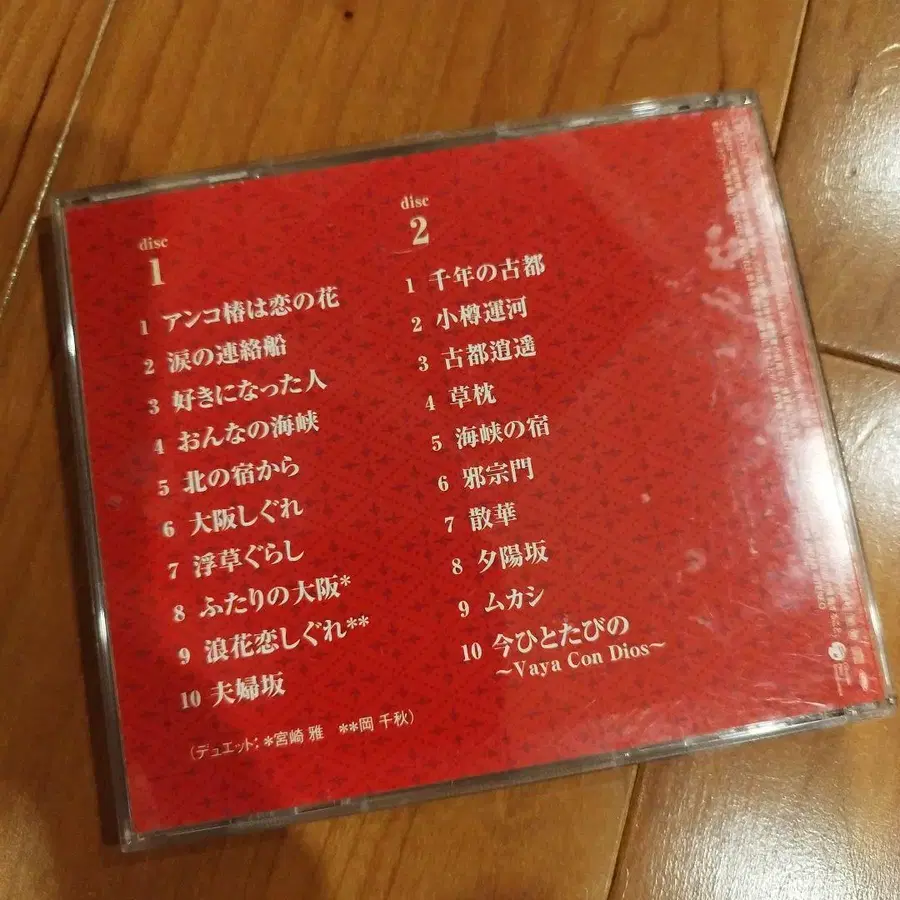 disc
1
1 アンコ椿は恋の花
2 涙の連絡船
3 好きになった人
4 おんなの海峡
5 北の宿から
6 大阪しぐれ
7 浮草ぐらし
8 ふたりの大阪*
9 浪花恋しぐれ**
10 夫婦坂
(デュエット; *宮崎 雅 **岡 千秋)
disc
2
1 千年の古都
2 小樽運河
3 古都逍遥
4 草枕
5 海峡の宿
6 邪宗門
7 散華
8 夕陽坂
9 ムカシ
10 今ひとたびの
~Vaya Con Dios~